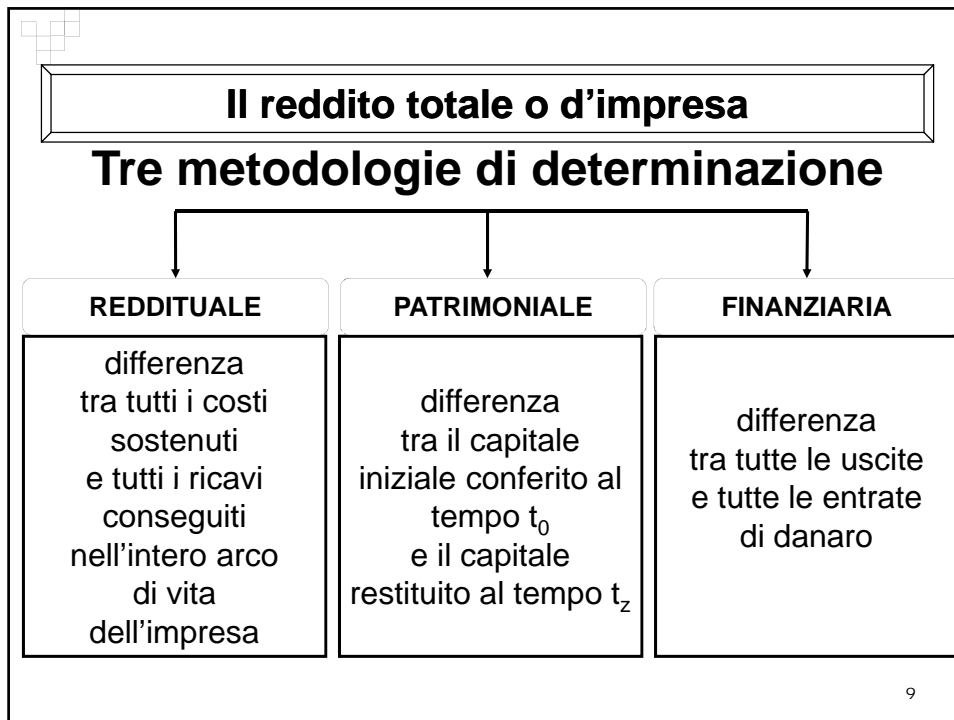 Il reddito totale o d'impresa
Tre metodologie di determinazione
REDDITUALE
differenza
tra tutti i costi
sostenuti
e tutti i ricavi
conseguiti
nell'intero arco
di vita
dell'impresa
PATRIMONIALE
differenza
tra il capitale
iniziale conferito al
tempo t₀
e il capitale
restituito al tempo t_z
FINANZIARIA
differenza
tra tutte le uscite
e tutte le entrate
di danaro
9